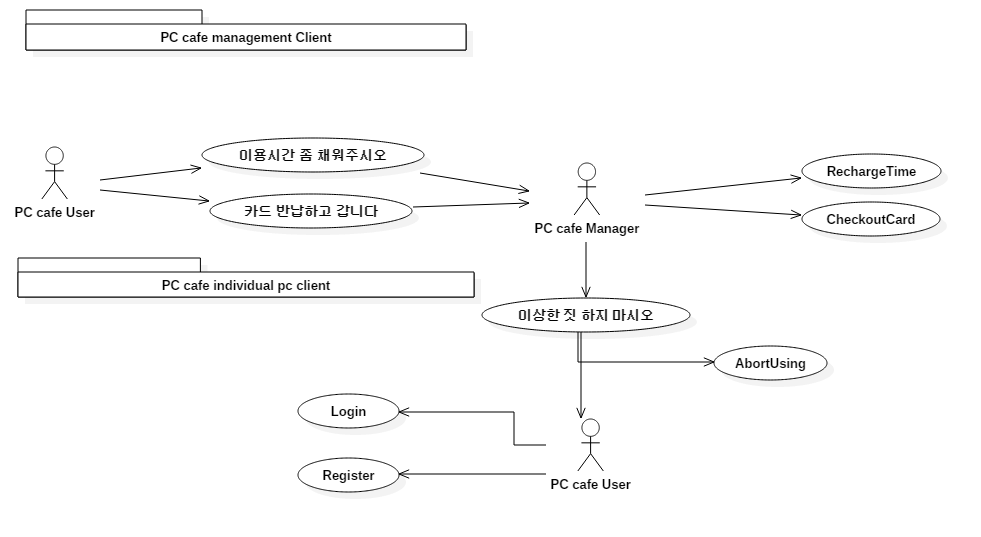 PC cafe management Client
이용시간 좀 채워주시오
RechargeTime
PC cafe User
카드 반납하고 갑니다
CheckoutCard
PC cafe Manager
PC cafe individual pc client
이상한 짓 하지 마시오
AbortUsing
Login
Register
PC cafe User